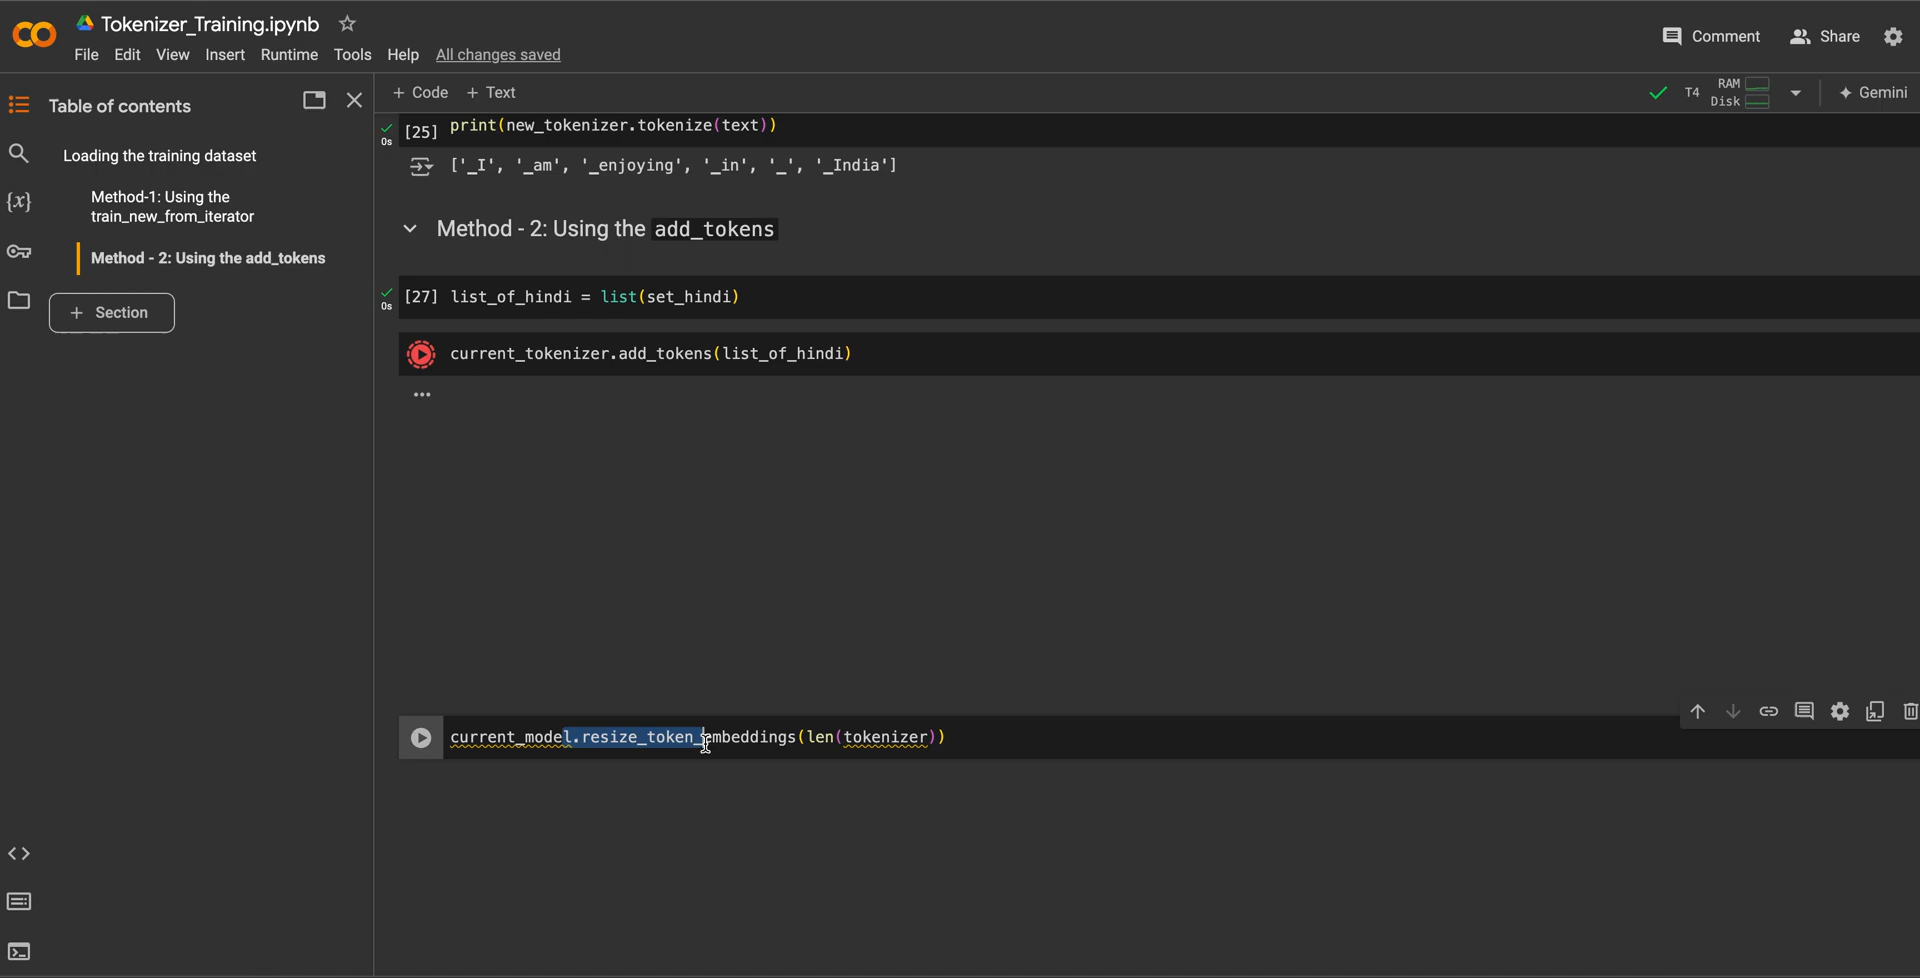 Tokenizer_Training.ipynb
File Edit View Insert Runtime Tools Help All changes saved
Comment Share
Table of contents
+ Code + Text
T4 RAM Disk Gemini
Loading the training dataset
Method-1: Using the
train_new_from_iterator
Method - 2: Using the add_tokens
+ Section
0s [25] print(new_tokenizer.tokenize(text))
['_I', '_am', '_enjoying', '_in', '_', '_India']
Method - 2: Using the add_tokens
0s [27] list_of_hindi = list(set_hindi)
current_tokenizer.add_tokens(list_of_hindi)
current_model.resize_token_embeddings(len(tokenizer))